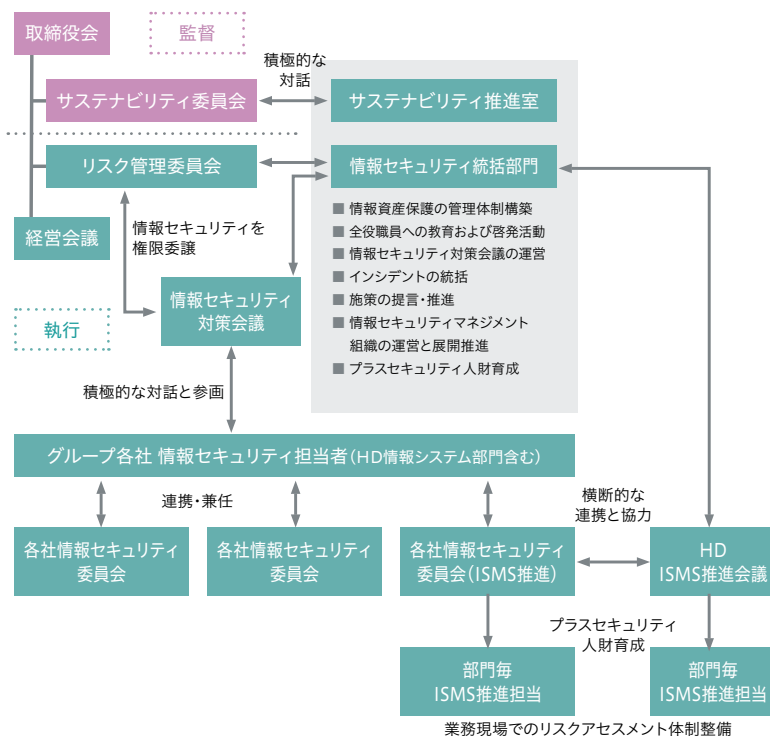 取締役会
監督
積極的な
対話
サステナビリティ委員会
サステナビリティ推進室
リスク管理委員会
情報セキュリティ統括部門
経営会議
情報セキュリティを
権限委譲
■ 情報資産保護の管理体制構築
■ 全役職員への教育および啓発活動
■ 情報セキュリティ対策会議の運営
■ インシデントの統括
■ 施策の提言・推進
■ 情報セキュリティマネジメント
組織の運営と展開推進
■ プラスセキュリティ人財育成
情報セキュリティ
対策会議
執行
積極的な対話と参画
グループ各社 情報セキュリティ担当者(HD情報システム部門含む)
連携・兼任
横断的な
連携と協力
各社情報セキュリティ
委員会
各社情報セキュリティ
委員会
各社情報セキュリティ
委員会(ISMS推進)
HD
ISMS推進会議
プラスセキュリティ
人財育成
部門毎
ISMS推進担当
部門毎
ISMS推進担当
業務現場でのリスクアセスメント体制整備